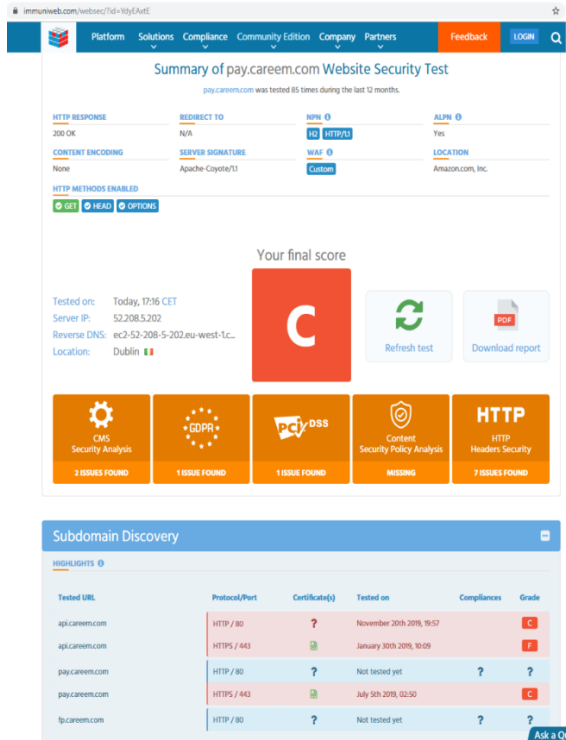 immuniweb.com/websec/?id=YdyEAxtE
Platform Solutions Compliance Community Edition Company Partners Feedback LOGIN
Summary of pay.careem.com Website Security Test
pay.careem.com was tested 85 times during the last 12 months.
HTTP RESPONSE REDIRECT TO NPN ALPN
200 OK N/A H2 HTTP/1.1 Yes
CONTENT ENCODING SERVER SIGNATURE WAF LOCATION
None Apache-Coyote/1.1 Custom Amazon.com, Inc.
HTTP METHODS ENABLED
GET HEAD OPTIONS
Your final score
C
Tested on: Today, 17:16 CET
Server IP: 52.208.5.202
Reverse DNS: ec2-52-208-5-202.eu-west-1.c...
Location: Dublin
Refresh test
PDF
Download report
CMS
Security Analysis
2 ISSUES FOUND
GDPR
1 ISSUE FOUND
PCI DSS
1 ISSUE FOUND
Content
Security Policy Analysis
MISSING
HTTP
HTTP
Headers Security
7 ISSUES FOUND
Subdomain Discovery
HIGHLIGHTS
Tested URL Protocol/Port Certificate(s) Tested on Compliances Grade
api.careem.com HTTP / 80 ? November 20th 2019, 19:57 C
api.careem.com HTTPS / 443 January 30th 2019, 10:09 F
pay.careem.com HTTP / 80 ? Not tested yet ? ?
pay.careem.com HTTPS / 443 July 5th 2019, 02:50 C
fp.careem.com HTTP / 80 ? Not tested yet ? ?
Ask a Qu